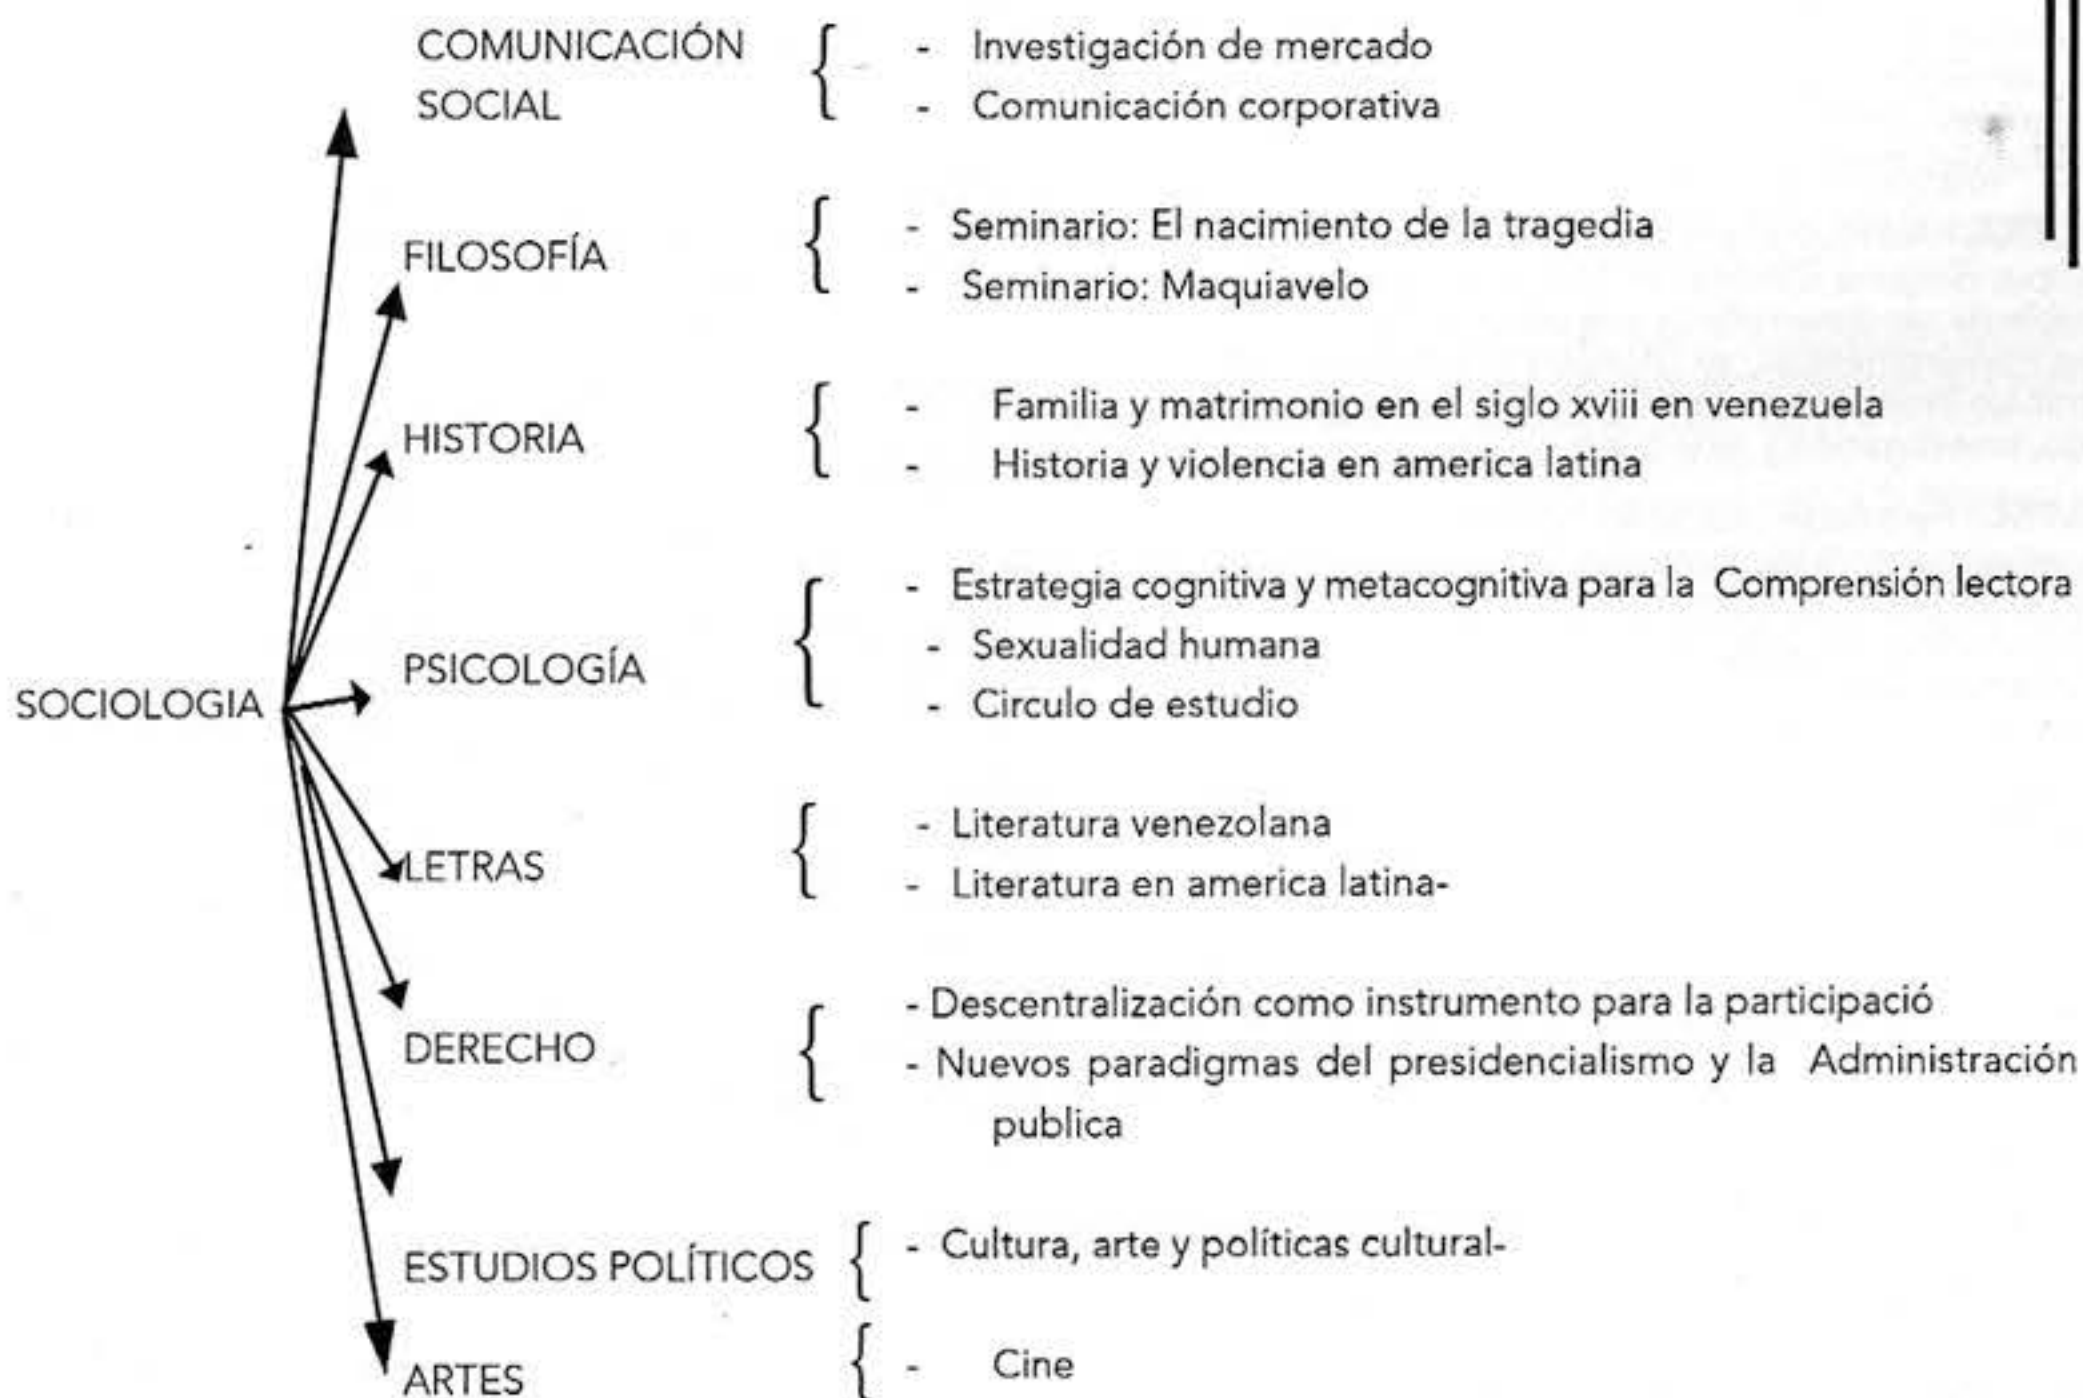 COMUNICACIÓN
SOCIAL
- Investigación de mercado
- Comunicación corporativa
FILOSOFÍA
- Seminario: El nacimiento de la tragedia
- Seminario: Maquiavelo
HISTORIA
- Familia y matrimonio en el siglo xviii en venezuela
- Historia y violencia en america latina
SOCIOLOGIA
PSICOLOGÍA
- Estrategia cognitiva y metacognitiva para la Comprensión lectora
- Sexualidad humana
- Circulo de estudio
LETRAS
- Literatura venezolana
- Literatura en america latina-
DERECHO
- Descentralización como instrumento para la participació
- Nuevos paradigmas del presidencialismo y la Administración
publica
ESTUDIOS POLÍTICOS
- Cultura, arte y políticas cultural-
ARTES
- Cine